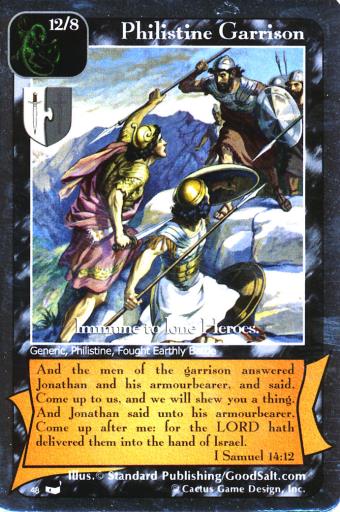 12/8
Philistine Garrison
Immune to lone Heroes.
Generic, Philistine, Fought Earthly Battle
And the men of the garrison answered
Jonathan and his armourbearer, and said,
Come up to us, and we will shew you a thing.
And Jonathan said unto his armourbearer,
Come up after me: for the LORD hath
delivered them into the hand of Israel.
I Samuel 14:12
Illus.© Standard Publishing/GoodSalt.com
48
© Cactus Game Design, Inc.